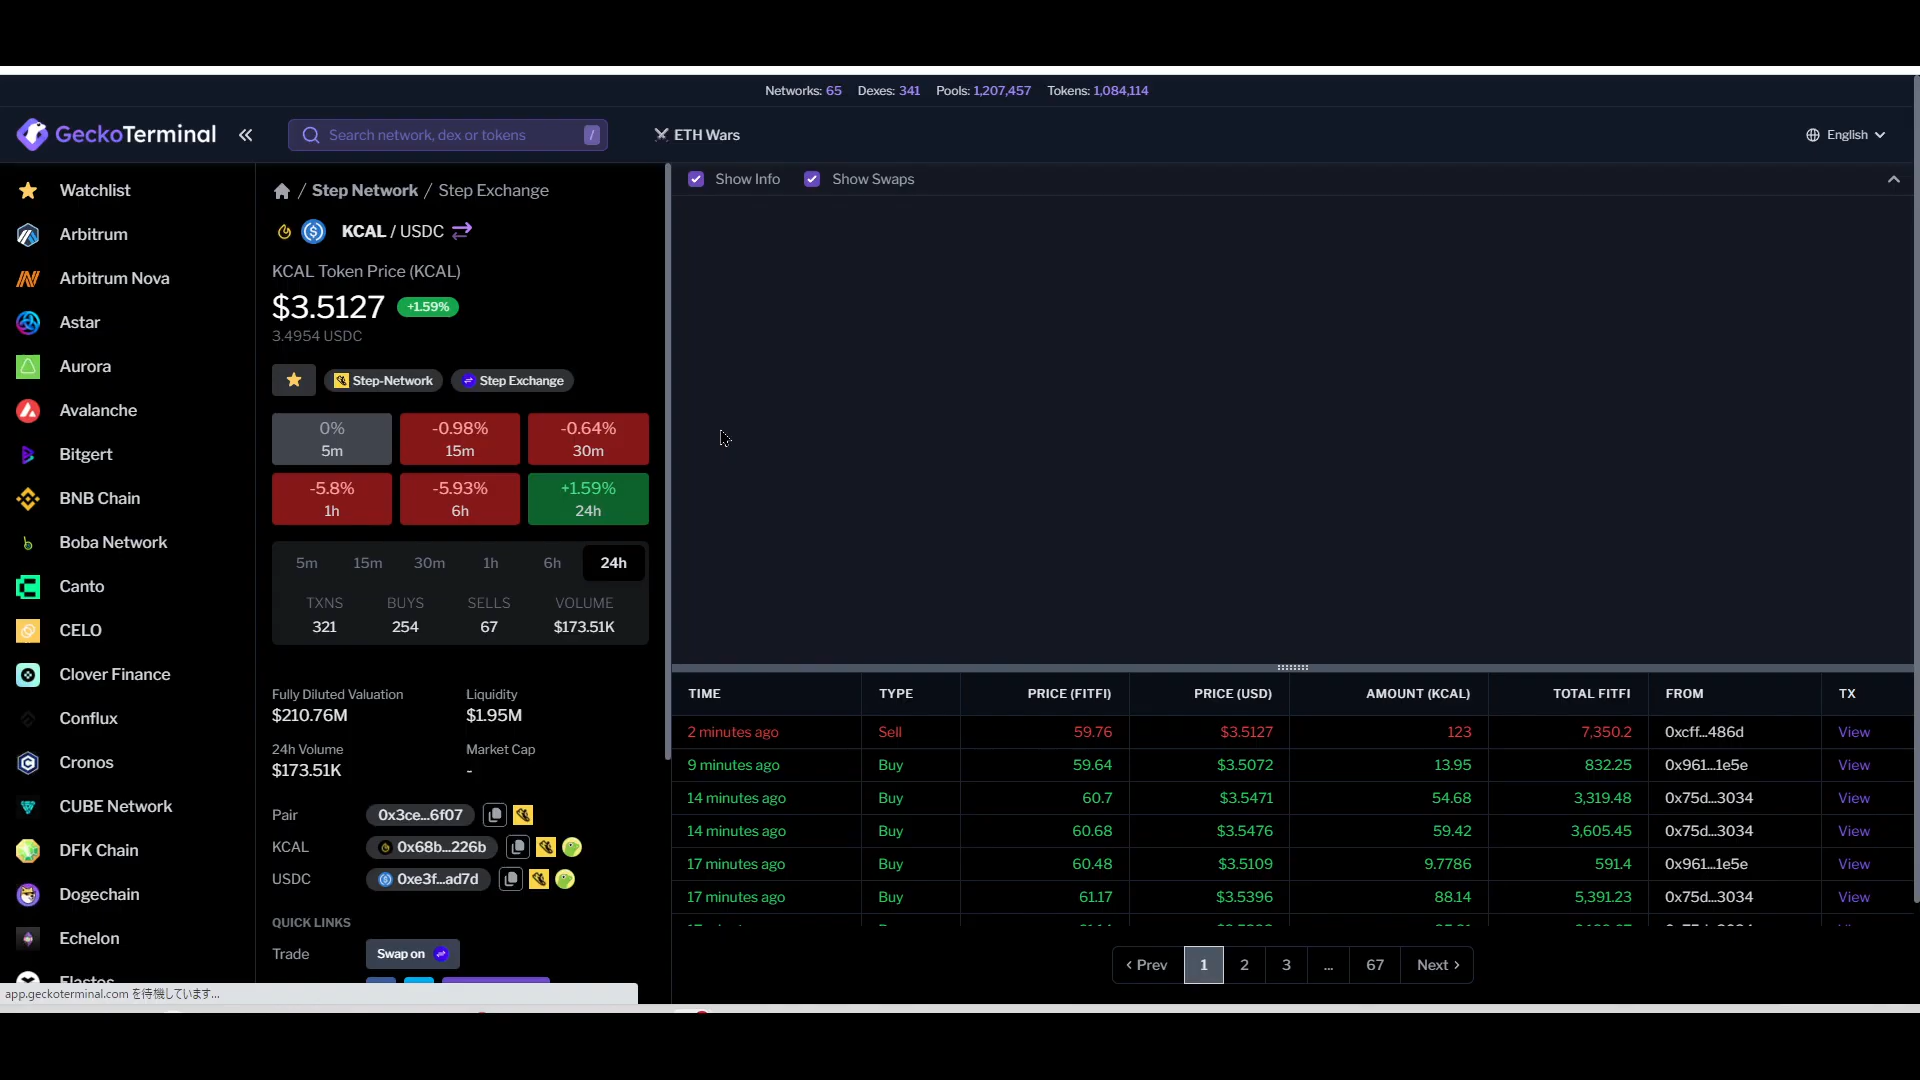 Networks: 65 Dexes: 341 Pools: 1,207,457 Tokens: 1,084,114
GeckoTerminal
Search network, dex or tokens /
ETH Wars
English
Watchlist
Arbitrum
Arbitrum Nova
Astar
Aurora
Avalanche
Bitgert
BNB Chain
Boba Network
Canto
CELO
Clover Finance
Conflux
Cronos
CUBE Network
DFK Chain
Dogechain
Echelon
app.geckoterminal.com を待機しています...
/ Step Network / Step Exchange
KCAL / USDC
KCAL Token Price (KCAL)
$3.5127 +1.59%
3.4954 USDC
Step-Network Step Exchange
0% -0.98% -0.64%
5m 15m 30m
-5.8% -5.93% +1.59%
1h 6h 24h
5m 15m 30m 1h 6h 24h
TXNS BUYS SELLS VOLUME
321 254 67 $173.51K
Fully Diluted Valuation Liquidity
$210.76M $1.95M
24h Volume Market Cap
$173.51K -
Pair 0x3ce...6f07
KCAL 0x68b...226b
USDC 0xe3f...ad7d
QUICK LINKS
Trade Swap on
Show Info Show Swaps
TIME TYPE PRICE (FITFI) PRICE (USD) AMOUNT (KCAL) TOTAL FITFI FROM TX
2 minutes ago Sell 59.76 $3.5127 123 7,350.2 0xcff...486d View
9 minutes ago Buy 59.64 $3.5072 13.95 832.25 0x961...1e5e View
14 minutes ago Buy 60.7 $3.5471 54.68 3,319.48 0x75d...3034 View
14 minutes ago Buy 60.68 $3.5476 59.42 3,605.45 0x75d...3034 View
17 minutes ago Buy 60.48 $3.5109 9.7786 591.4 0x961...1e5e View
17 minutes ago Buy 61.17 $3.5396 88.14 5,391.23 0x75d...3034 View
‹ Prev 1 2 3 ... 67 Next ›